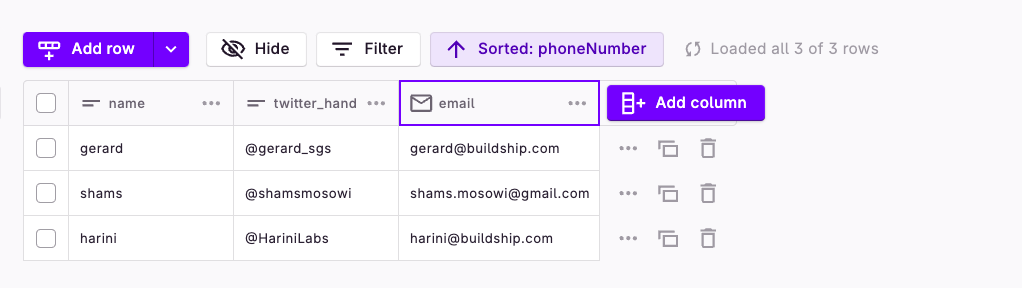 Add row Hide Filter Sorted: phoneNumber Loaded all 3 of 3 rows
name twitter_hand email Add column
gerard @gerard_sgs gerard@buildship.com
shams @shamsmosowi shams.mosowi@gmail.com
harini @HariniLabs harini@buildship.com